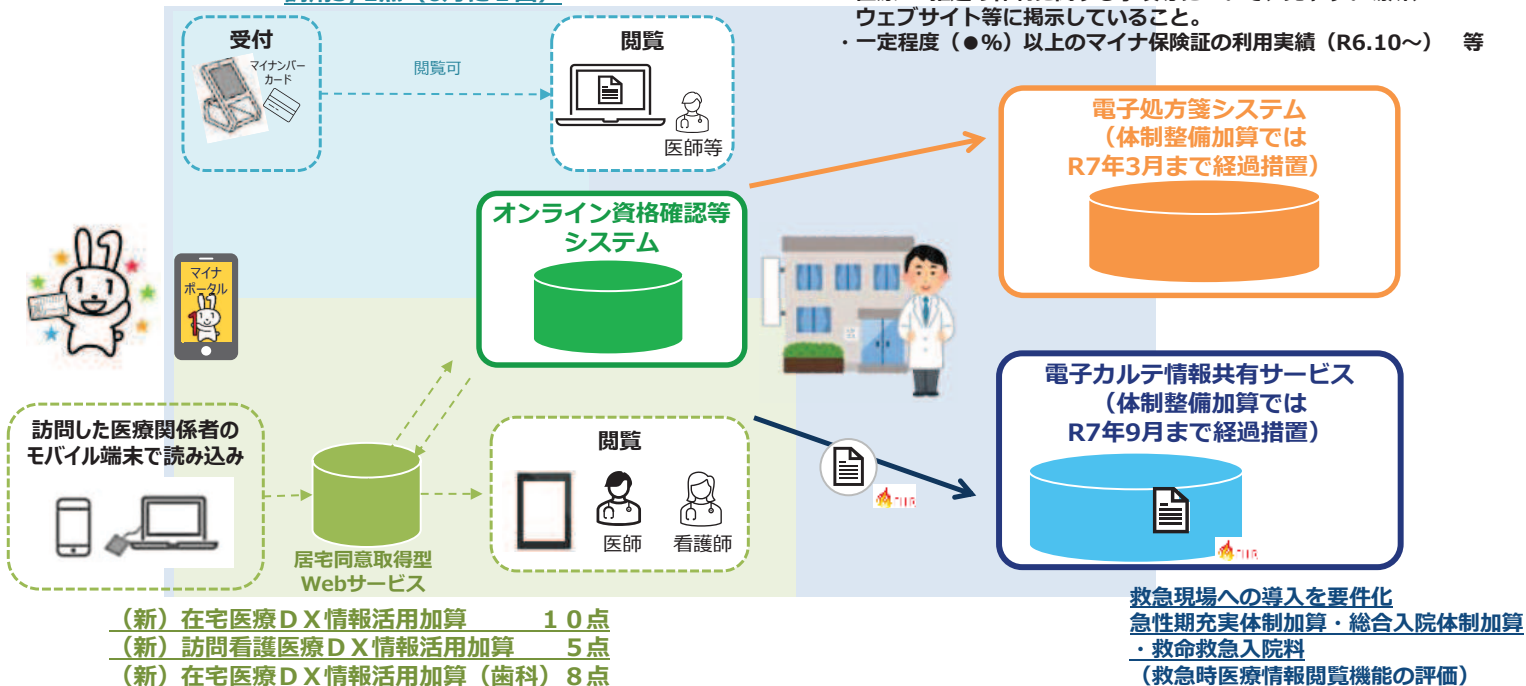 ウェブサイト等に掲示していること。
・一定程度（●％）以上のマイナ保険証の利用実績（R6.10～）　等
受付
マイナンバー
カード
閲覧可
閲覧
医師等
電子処方箋システム
（体制整備加算では
R7年3月まで経過措置）
オンライン資格確認等
システム
マイナ
ポータル
電子カルテ情報共有サービス
（体制整備加算では
R7年9月まで経過措置）
訪問した医療関係者の
モバイル端末で読み込み
居宅同意取得型
Webサービス
閲覧
医師
看護師
（新）在宅医療ＤＸ情報活用加算　　　１０点
（新）訪問看護医療ＤＸ情報活用加算　　５点
（新）在宅医療ＤＸ情報活用加算（歯科）８点
救急現場への導入を要件化
急性期充実体制加算・総合入院体制加算
・救命救急入院料
（救急時医療情報閲覧機能の評価）